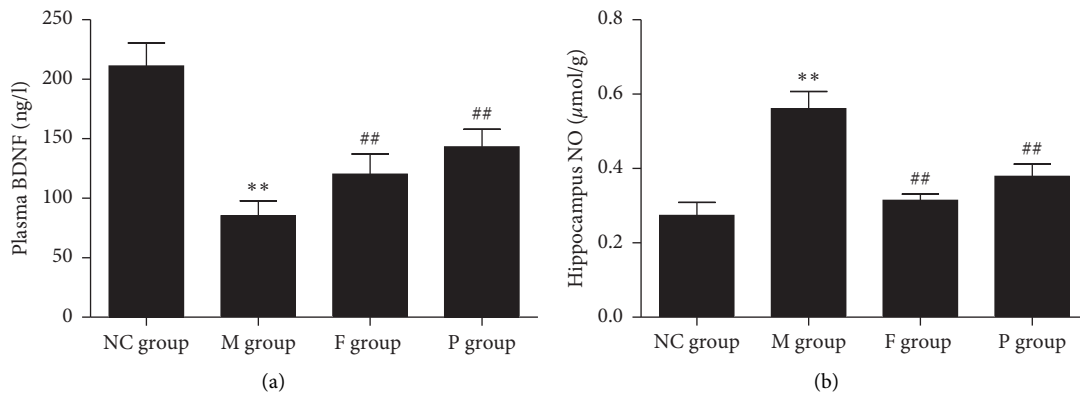 Plasma BDNF (ng/l)
250
200
150
100
50
0
**
##
##
NC group M group F group P group
(a)
Hippocampus NO (μmol/g)
0.8
0.6
0.4
0.2
0.0
**
##
##
NC group M group F group P group
(b)